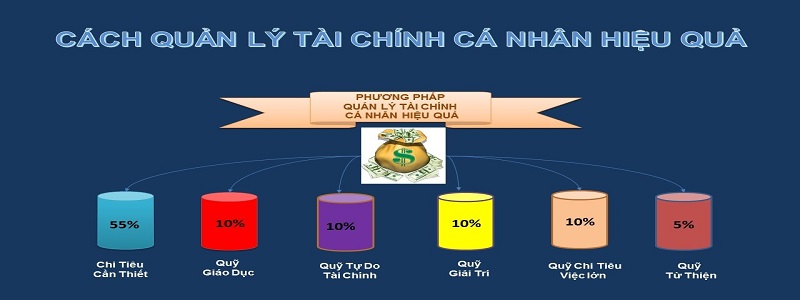 CÁCH QUẢN LÝ TÀI CHÍNH CÁ NHÂN HIỆU QUẢ
PHƯƠNG PHÁP
QUẢN LÝ TÀI CHÍNH
CÁ NHÂN HIỆU QUẢ
$
55%
10%
10%
10%
10%
5%
Chi Tiêu
Cần Thiết
Quỹ
Giáo Dục
Quỹ Tự Do
Tài Chính
Quỹ
Giải Trí
Quỹ Chi Tiêu
Việc lớn
Quỹ
Từ Thiện